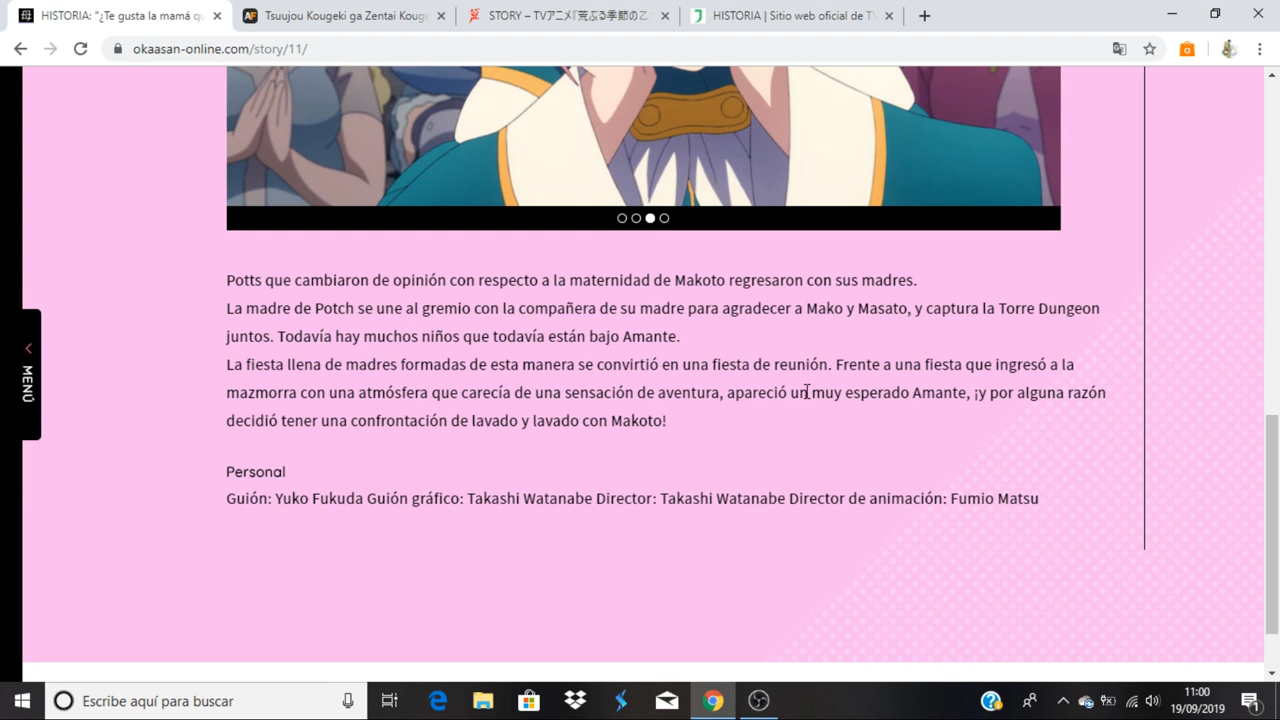 HISTORIA: "¿Te gusta la mamá qu
Tsuujou Kougeki ga Zentai Kouge
STORY – TVアニメ『荒ぶる季節の乙
HISTORIA | Sitio web oficial de TV
okaasan-online.com/story/11/
MENÚ
Potts que cambiaron de opinión con respecto a la maternidad de Makoto regresaron con sus madres.
La madre de Potch se une al gremio con la compañera de su madre para agradecer a Mako y Masato, y captura la Torre Dungeon
juntos. Todavía hay muchos niños que todavía están bajo Amante.
La fiesta llena de madres formadas de esta manera se convirtió en una fiesta de reunión. Frente a una fiesta que ingresó a la
mazmorra con una atmósfera que carecía de una sensación de aventura, apareció un muy esperado Amante, ¡y por alguna razón
decidió tener una confrontación de lavado y lavado con Makoto!
Personal
Guión: Yuko Fukuda Guión gráfico: Takashi Watanabe Director: Takashi Watanabe Director de animación: Fumio Matsu
Escribe aquí para buscar
11:00
19/09/2019